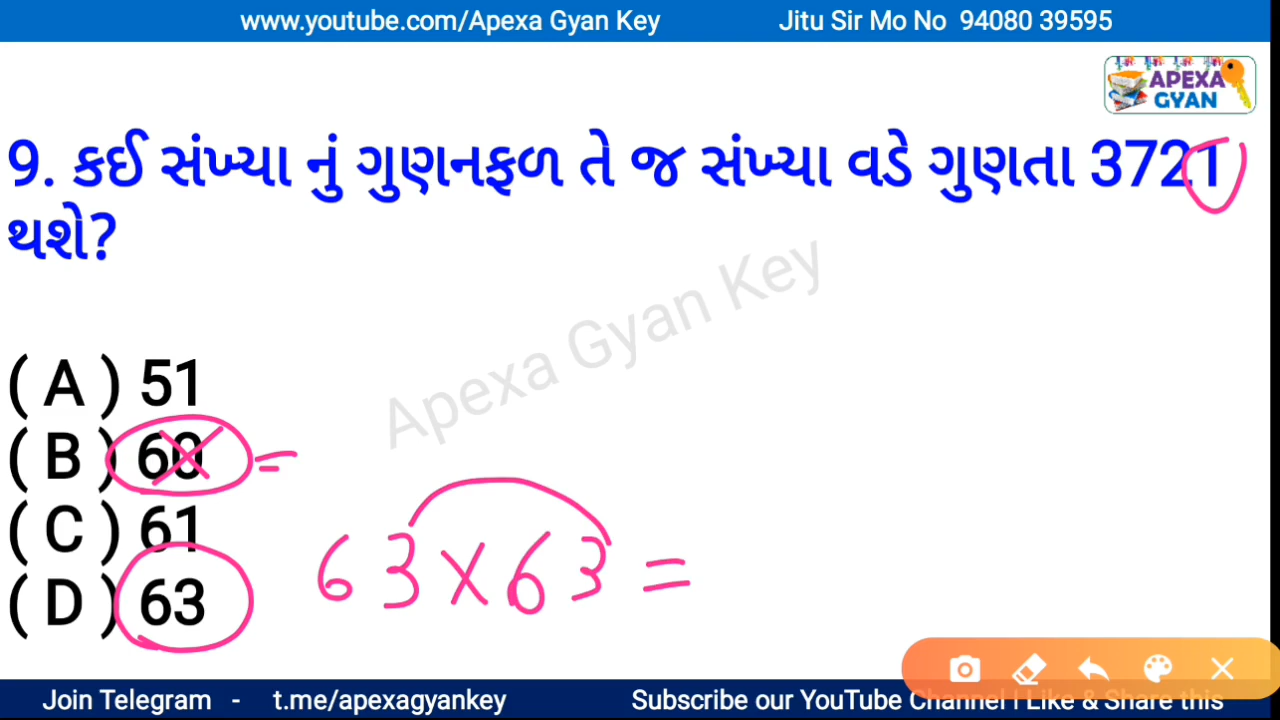 www.youtube.com/Apexa Gyan Key Jitu Sir Mo No 94080 39595
APEXA
GYAN
9. કઈ સંખ્યા નું ગુણનફળ તે જ સંખ્યા વડે ગુણતા 3721
થશે?
Apexa Gyan Key
( A ) 51
( B ) 60 =
( C ) 61
( D ) 63
63 × 63 =
Join Telegram - t.me/apexagyankey Subscribe our YouTube Channel | Like & Share this